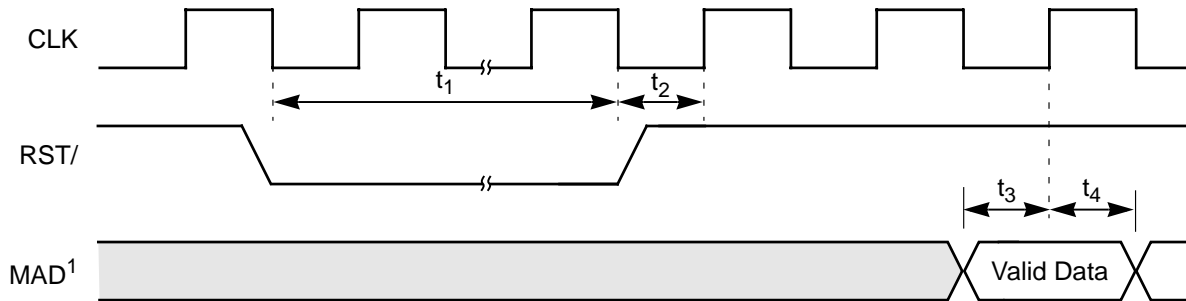 CLK
t1
t2
RST/
t3
t4
MAD1
Valid Data